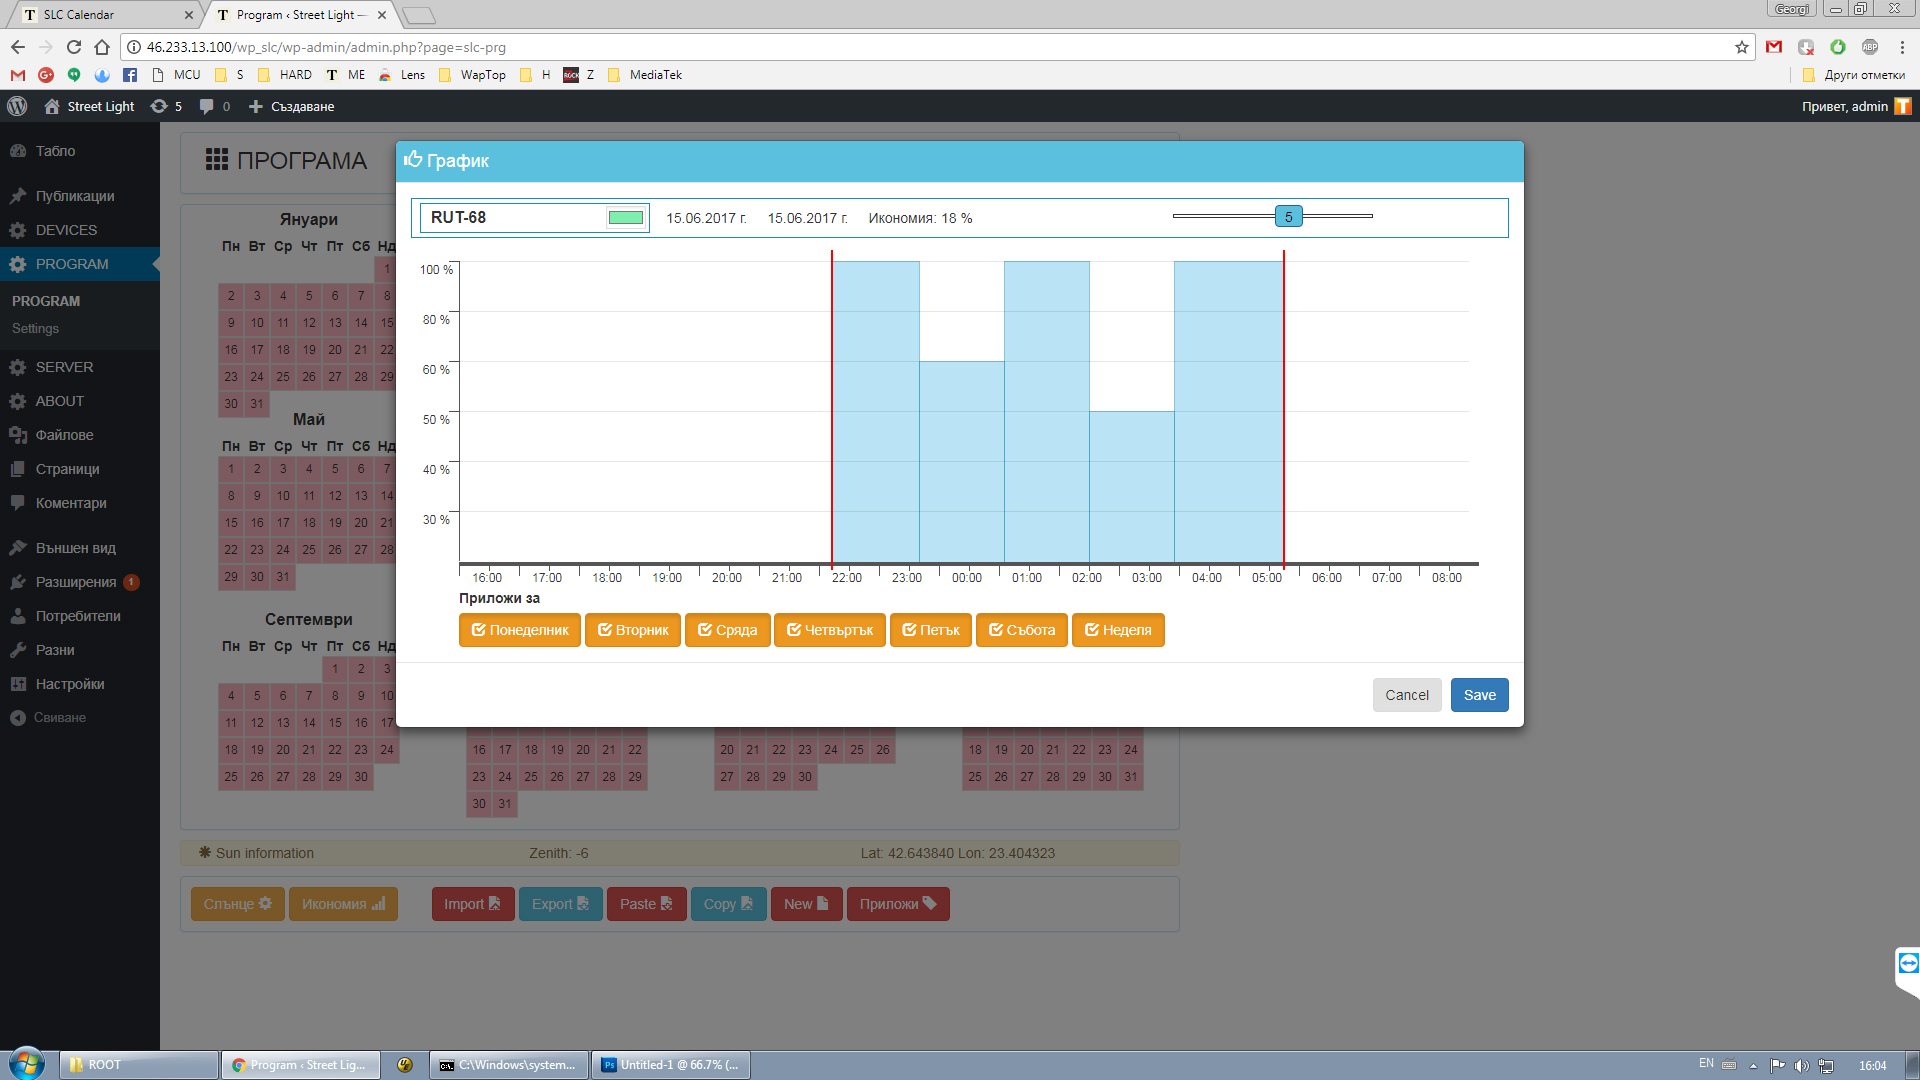 SLC Calendar
Program ‹ Street Light —
Georgi
46.233.13.100/wp_slc/wp-admin/admin.php?page=slc-prg
MCU S HARD ME Lens WapTop H Z MediaTek Други отметки
Street Light 5 0 Създаване Привет, admin
Табло
Публикации
DEVICES
PROGRAM
PROGRAM
Settings
SERVER
ABOUT
Файлове
Страници
Коментари
Външен вид
Разширения 1
Потребители
Разни
Настройки
Свиване
ПРОГРАМА
Януари
Пн Вт Ср Чт Пт Сб Нд
1
2 3 4 5 6 7 8
9 10 11 12 13 14 15
16 17 18 19 20 21 22
23 24 25 26 27 28 29
30 31
Май
Пн Вт Ср Чт Пт Сб Нд
1 2 3 4 5 6 7
8 9 10 11 12 13 14
15 16 17 18 19 20 21
22 23 24 25 26 27 28
29 30 31
Септември
Пн Вт Ср Чт Пт Сб Нд
1 2 3
4 5 6 7 8 9 10
11 12 13 14 15 16 17
18 19 20 21 22 23 24
25 26 27 28 29 30
16 17 18 19 20 21 22
23 24 25 26 27 28 29
30 31
20 21 22 23 24 25 26
27 28 29 30
18 19 20 21 22 23 24
25 26 27 28 29 30 31
График
RUT-68 15.06.2017 г. 15.06.2017 г. Икономия: 18 % 5
100 %
80 %
60 %
50 %
40 %
30 %
16:00 17:00 18:00 19:00 20:00 21:00 22:00 23:00 00:00 01:00 02:00 03:00 04:00 05:00 06:00 07:00 08:00
Приложи за
Понеделник Вторник Сряда Четвъртък Петък Събота Неделя
Cancel Save
Sun information Zenith: -6 Lat: 42.643840 Lon: 23.404323
Слънце Икономия Import Export Paste Copy New Приложи
ROOT
Program ‹ Street Lig...
C:\Windows\system...
Ps Untitled-1 @ 66.7% (...
EN
16:04